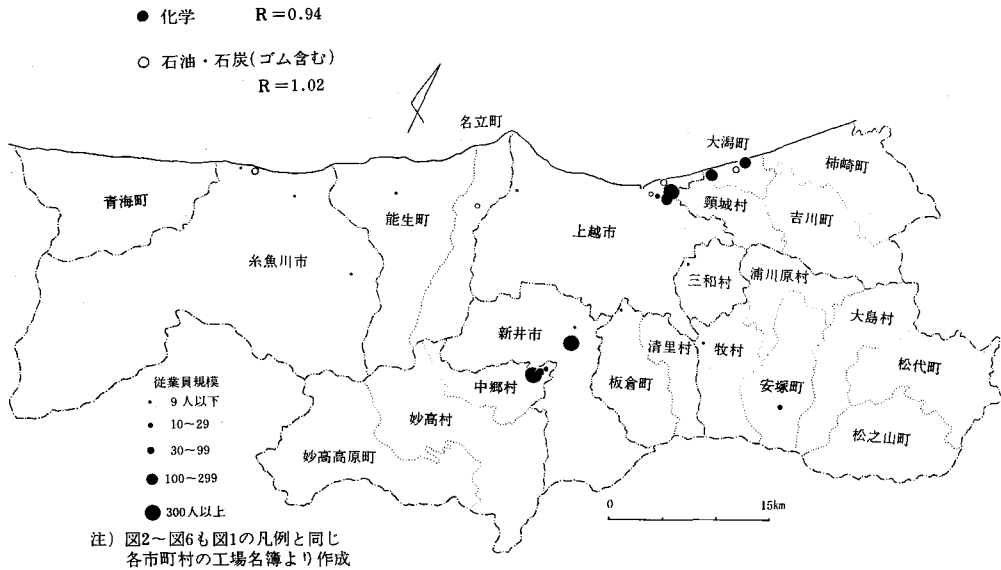 ● 化学 R=0.94
○ 石油・石炭(ゴム含む)
R=1.02
名立町
大潟町
柿崎町
青海町
能生町
頸城村
吉川町
上越市
糸魚川市
三和村
浦川原村
大島村
新井市
清里村
牧村
松代町
板倉町
安塚町
中郷村
妙高村
松之山町
妙高高原町
従業員規模
9人以下
10~29
30~99
100~299
300人以上
0 15km
注) 図2~図6も図1の凡例と同じ
各市町村の工場名簿より作成